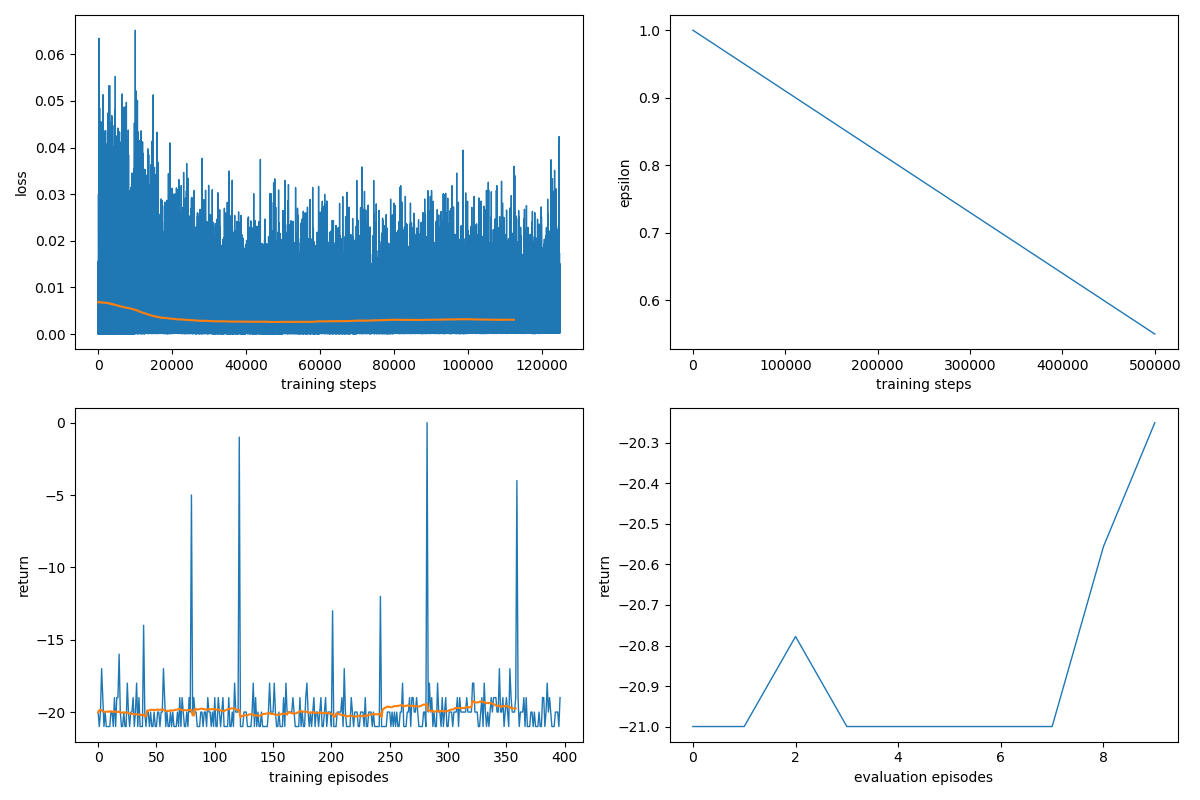 0.06
0.05
0.04
0.03
0.02
0.01
0.00
loss
0 20000 40000 60000 80000 100000 120000
training steps
1.0
0.9
0.8
0.7
0.6
epsilon
0 100000 200000 300000 400000 500000
training steps
0
−5
−10
−15
−20
return
0 50 100 150 200 250 300 350 400
training episodes
−20.3
−20.4
−20.5
−20.6
−20.7
−20.8
−20.9
−21.0
return
0 2 4 6 8
evaluation episodes